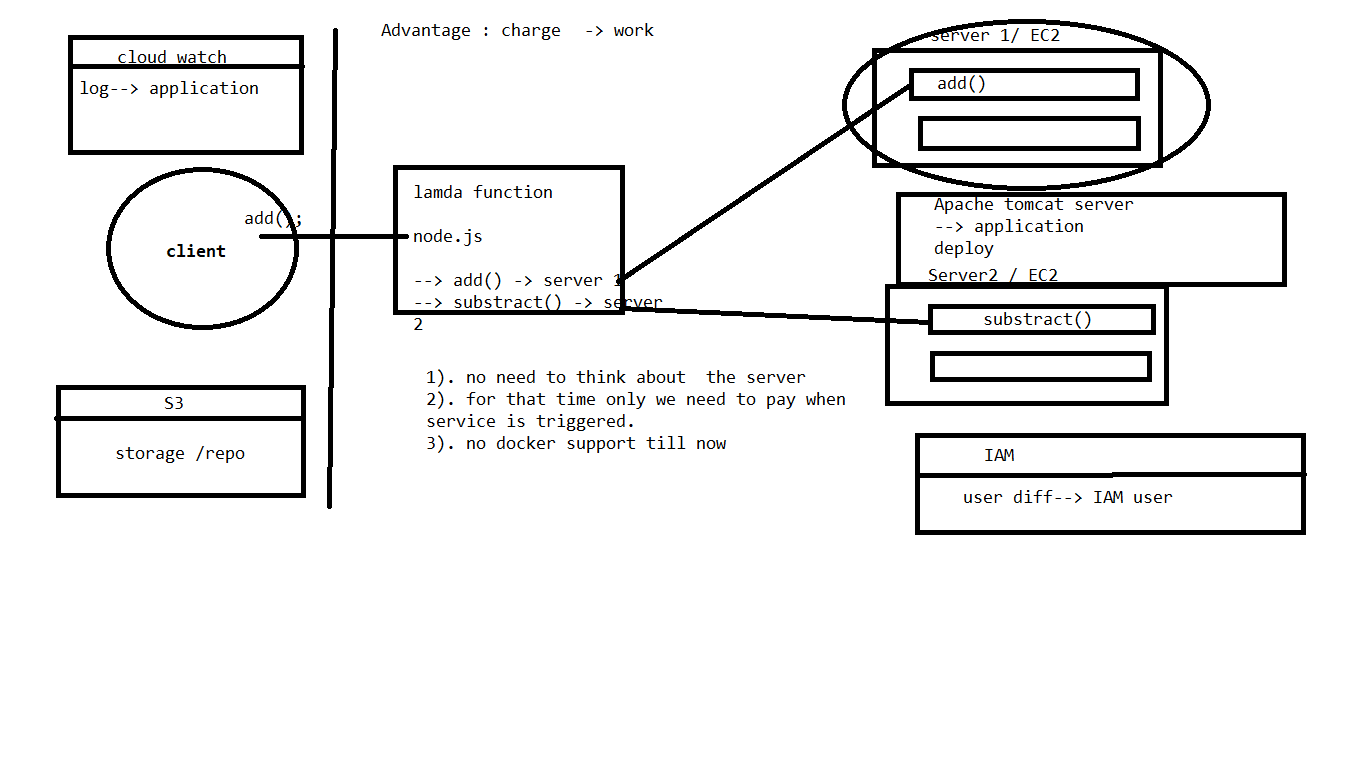 Advantage : charge  -> work
cloud watch
log--> application
add();
client
S3
storage /repo
lamda function
node.js
--> add() -> server 1
--> substract() -> server
2
1). no need to think about  the server
2). for that time only we need to pay when
service is triggered.
3). no docker support till now
server 1/ EC2
add()
Apache tomcat server
--> application
deploy
Server2 / EC2
substract()
IAM
user diff--> IAM user